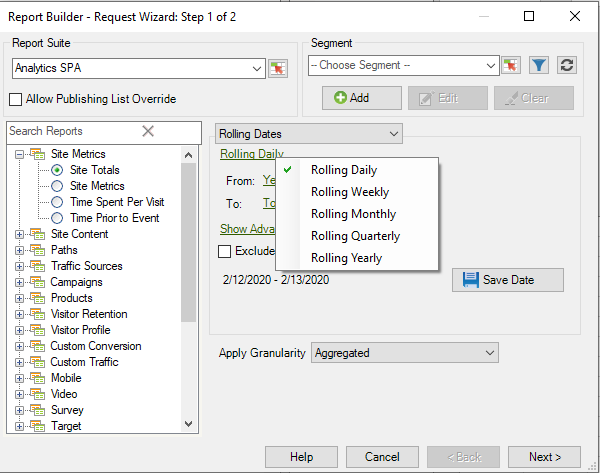 Report Builder - Request Wizard: Step 1 of 2
Report Suite
Analytics SPA
Allow Publishing List Override
Segment
-- Choose Segment --
Add
Edit
Clear
Search Reports
Site Metrics
Site Totals
Site Metrics
Time Spent Per Visit
Time Prior to Event
Site Content
Paths
Traffic Sources
Campaigns
Products
Visitor Retention
Visitor Profile
Custom Conversion
Custom Traffic
Mobile
Video
Survey
Target
Rolling Dates
Rolling Daily
From: Ye
To: To
Show Adva
Exclude
Rolling Daily
Rolling Weekly
Rolling Monthly
Rolling Quarterly
Rolling Yearly
2/12/2020 - 2/13/2020
Save Date
Apply Granularity Aggregated
Help
Cancel
< Back
Next >